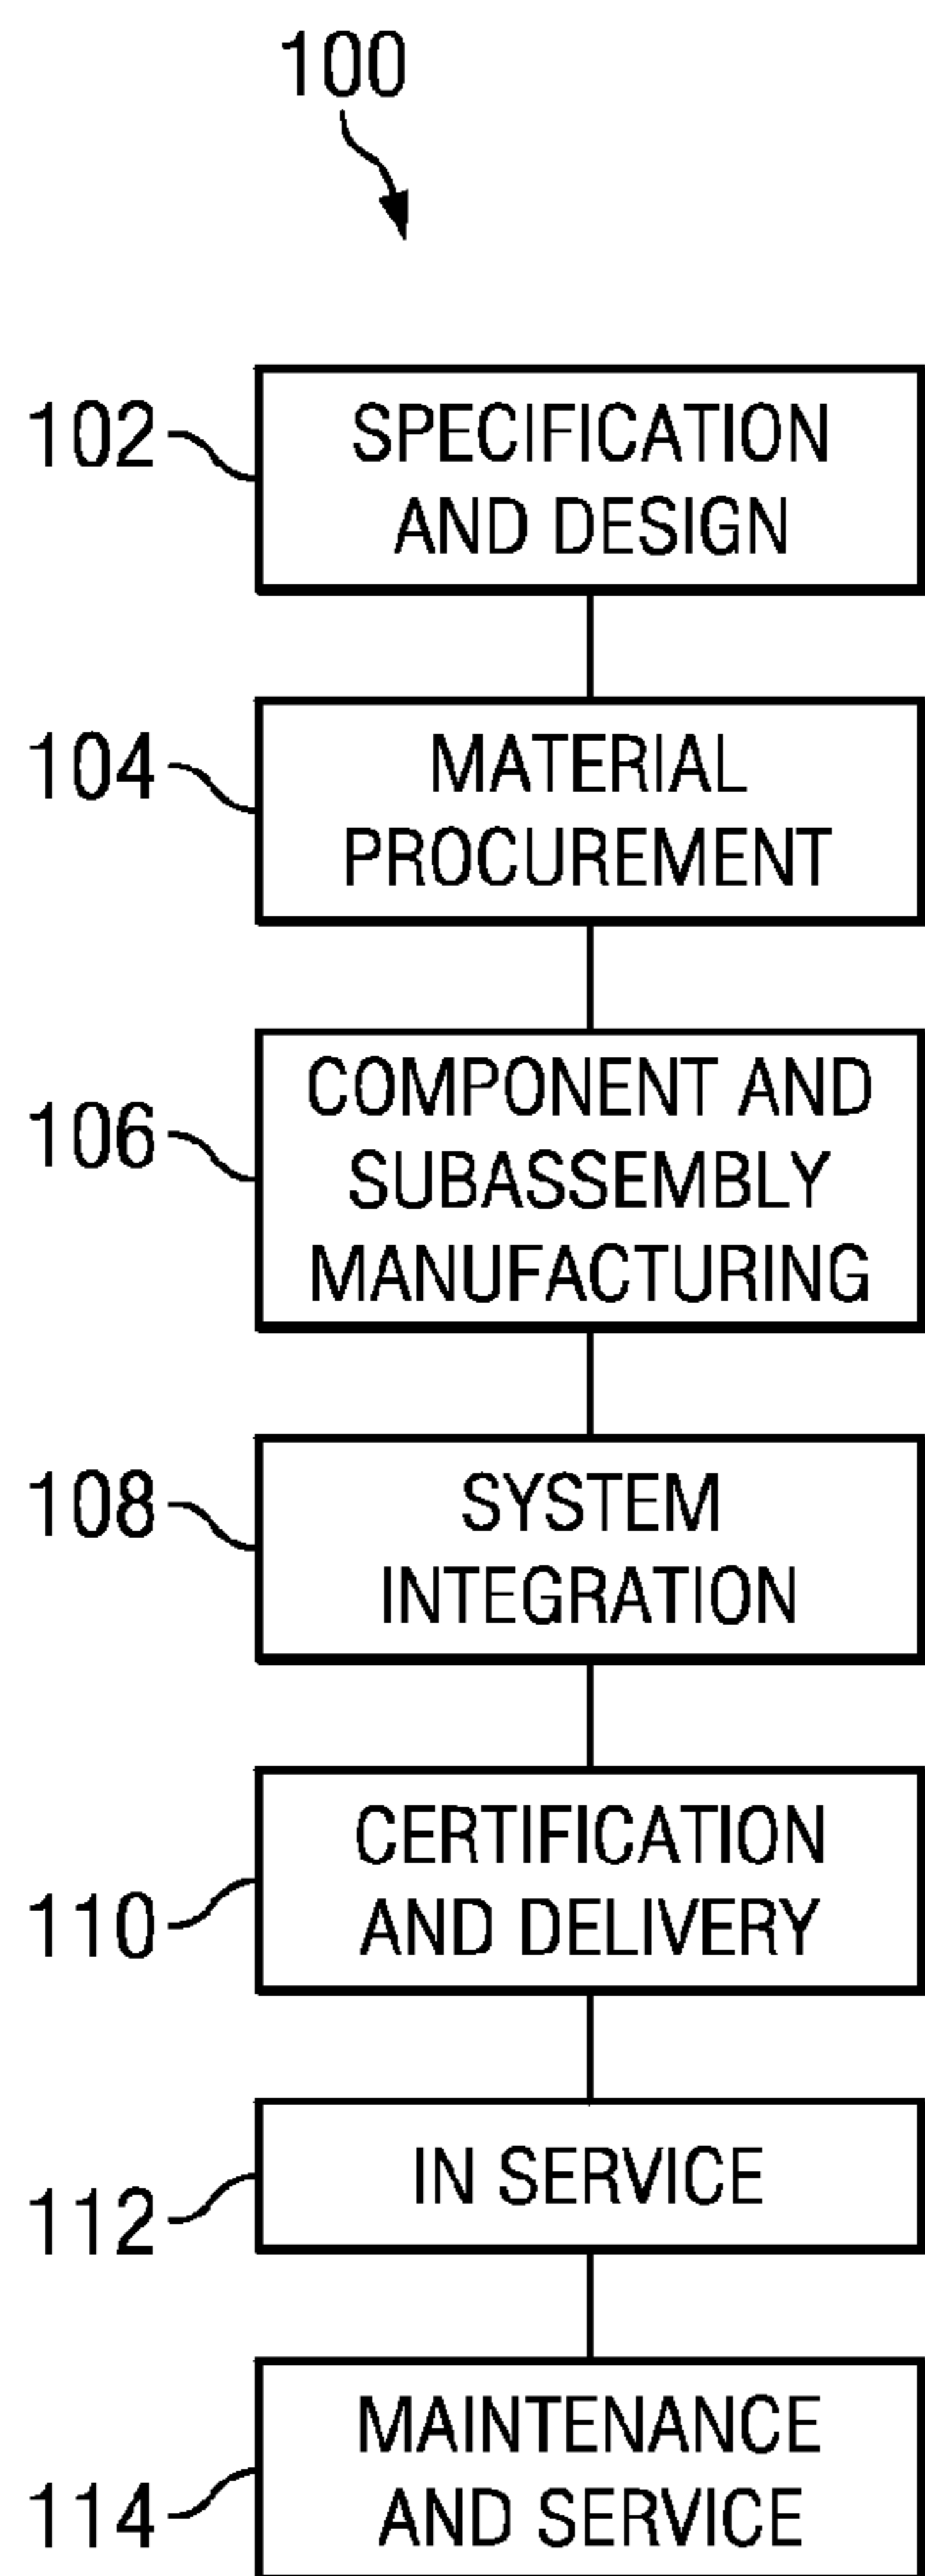 100
102
SPECIFICATION
AND DESIGN
104
MATERIAL
PROCUREMENT
106
COMPONENT AND
SUBASSEMBLY
MANUFACTURING
108
SYSTEM
INTEGRATION
110
CERTIFICATION
AND DELIVERY
112
IN SERVICE
114
MAINTENANCE
AND SERVICE